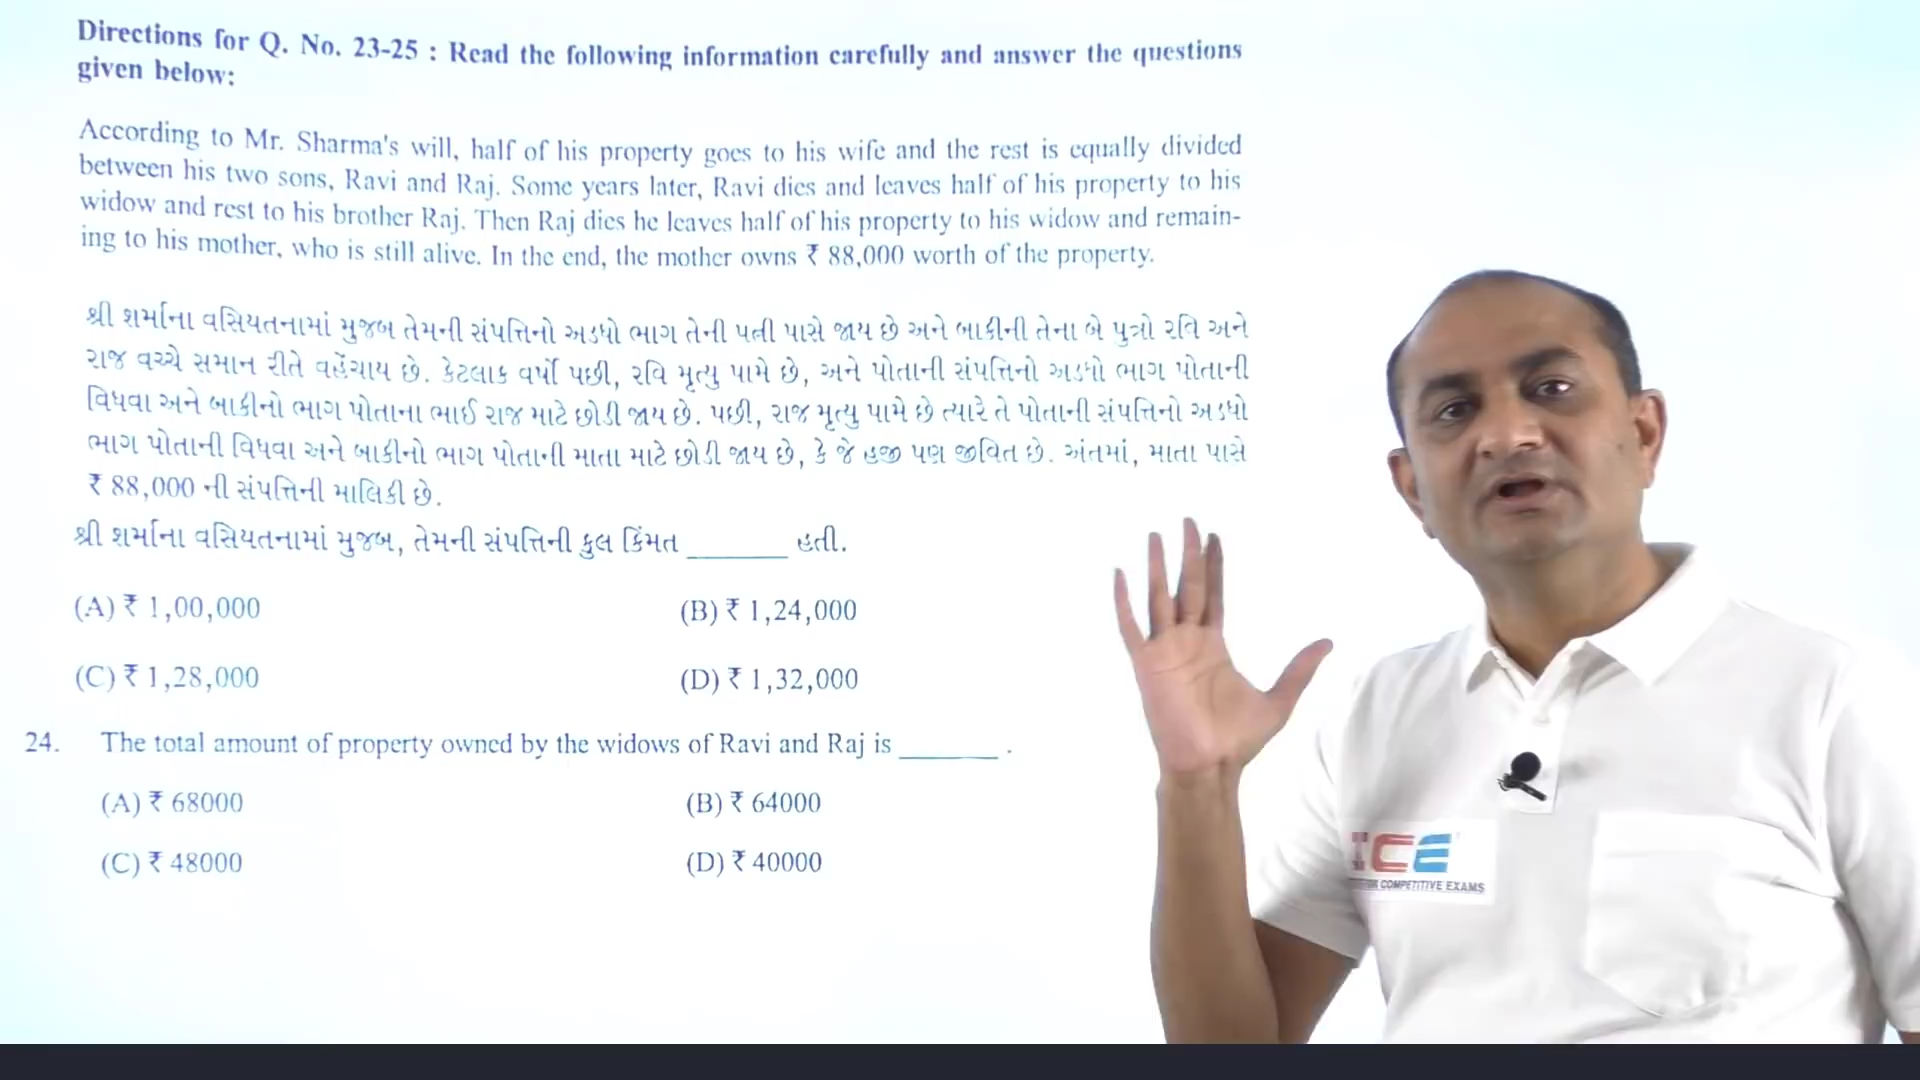 Directions for Q. No. 23-25 : Read the following information carefully and answer the questions
given below:
According to Mr. Sharma's will, half of his property goes to his wife and the rest is equally divided
between his two sons, Ravi and Raj. Some years later, Ravi dies and leaves half of his property to his
widow and rest to his brother Raj. Then Raj dies he leaves half of his property to his widow and remain-
ing to his mother, who is still alive. In the end, the mother owns ₹ 88,000 worth of the property.
શ્રી શર્માના વસિયતનામાં મુજબ તેમની સંપત્તિનો અડધો ભાગ તેની પત્ની પાસે જાય છે અને બાકીની તેના બે પુત્રો રવિ અને
રાજ વચ્ચે સમાન રીતે વહેંચાય છે. કેટલાક વર્ષો પછી, રવિ મૃત્યુ પામે છે, અને પોતાની સંપત્તિનો અડધો ભાગ પોતાની
વિધવા અને બાકીનો ભાગ પોતાના ભાઈ રાજ માટે છોડી જાય છે. પછી, રાજ મૃત્યુ પામે છે ત્યારે તે પોતાની સંપત્તિનો અડધો
ભાગ પોતાની વિધવા અને બાકીનો ભાગ પોતાની માતા માટે છોડી જાય છે, કે જે હજી પણ જીવિત છે. અંતમાં, માતા પાસે
₹ 88,000 ની સંપત્તિની માલિકી છે.
શ્રી શર્માના વસિયતનામાં મુજબ, તેમની સંપત્તિની કુલ કિંમત _______ હતી.
(A) ₹ 1,00,000 (B) ₹ 1,24,000
(C) ₹ 1,28,000 (D) ₹ 1,32,000
24. The total amount of property owned by the widows of Ravi and Raj is _______ .
(A) ₹ 68000 (B) ₹ 64000
(C) ₹ 48000 (D) ₹ 40000
ICE
COMPETITIVE EXAMS